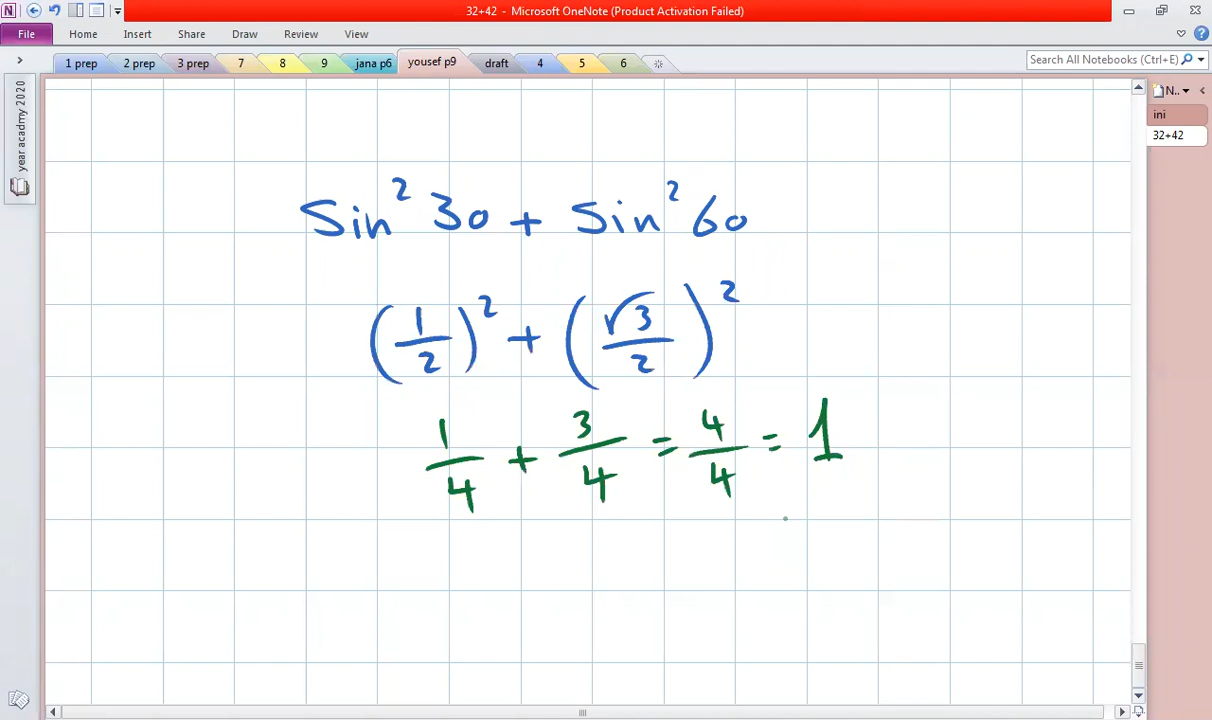 32+42 - Microsoft OneNote (Product Activation Failed)
File Home Insert Share Draw Review View
1 prep 2 prep 3 prep 7 8 9 jana p6 yousef p9 draft 4 5 6
Search All Notebooks (Ctrl+E)
N..
ini
32+42
year acadmy 2020
Sin² 30 + Sin² 60
(1/2)² + (√3/2)²
1/4 + 3/4 = 4/4 = 1